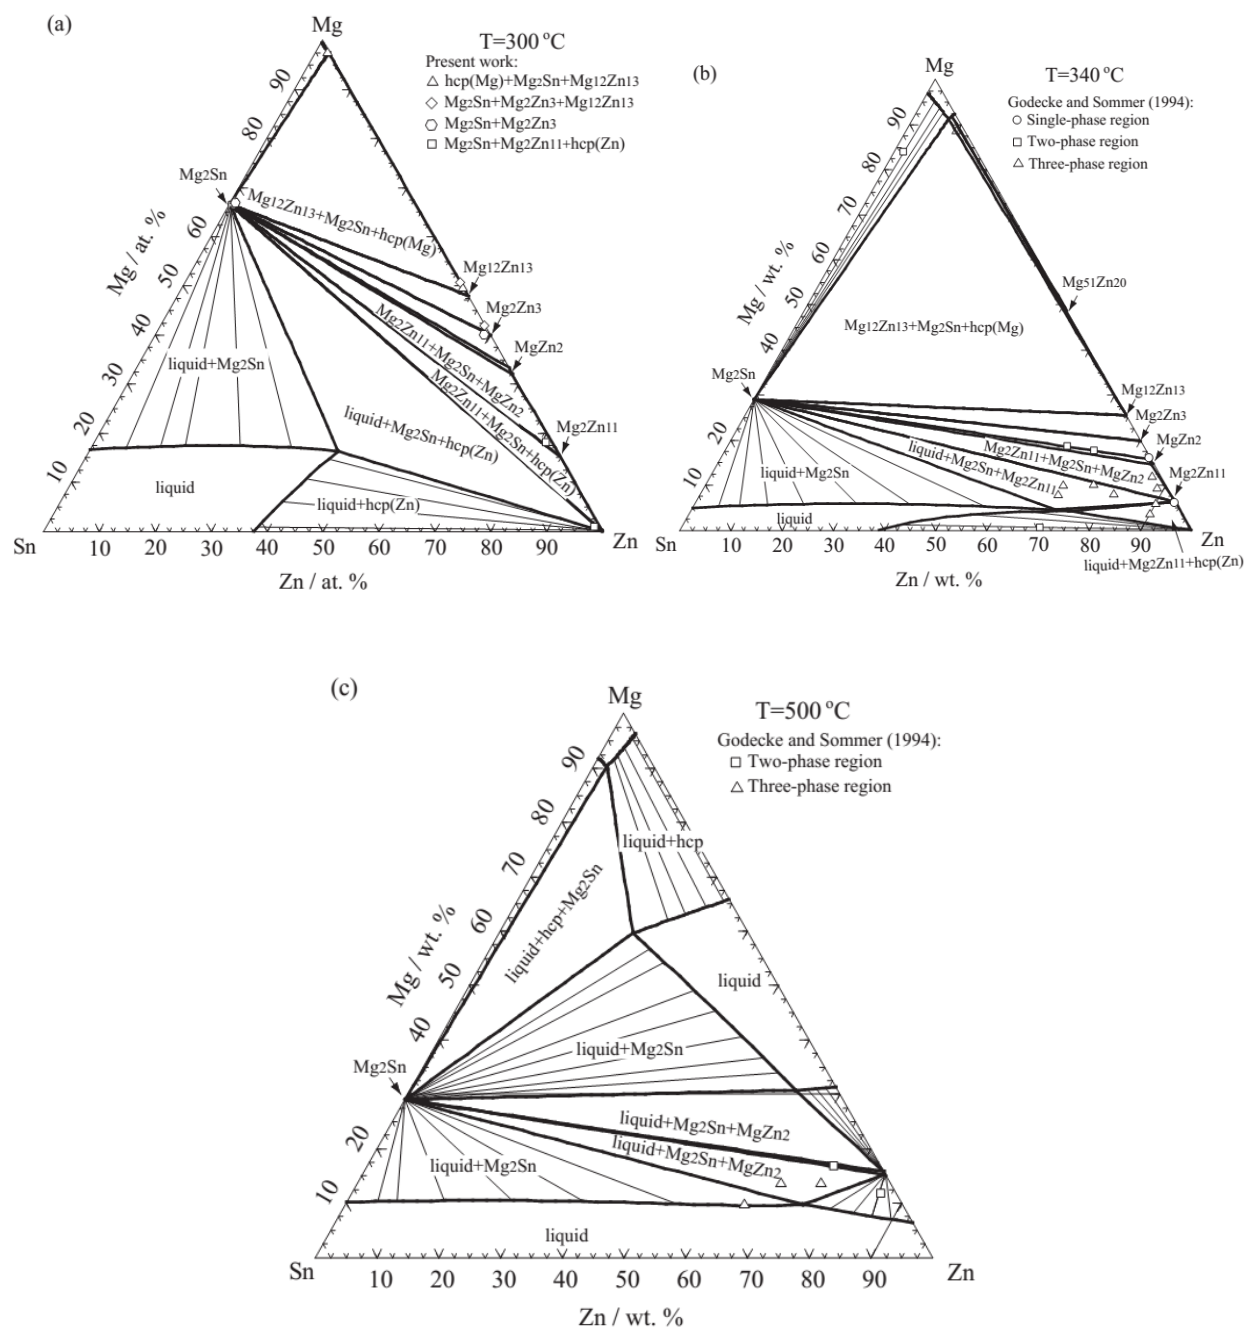 (a)
Mg
T=300 °C
Present work:
hcp(Mg)+Mg2Sn+Mg12Zn13
Mg2Sn+Mg2Zn3+Mg12Zn13
Mg2Sn+Mg2Zn3
Mg2Sn+Mg2Zn11+hcp(Zn)
90
80
Mg2Sn
60
50
40
30
20
10
Mg / at. %
Mg12Zn13+Mg2Sn+hcp(Mg)
Mg12Zn13
Mg2Zn3
MgZn2
Mg2Zn11+Mg2Sn+MgZn2
Mg2Zn11+Mg2Sn+hcp(Zn)
Mg2Zn11
liquid+Mg2Sn
liquid+Mg2Sn+hcp(Zn)
liquid
liquid+hcp(Zn)
Sn
10 20 30 40 50 60 70 80 90
Zn
Zn / at. %
(b)
Mg
T=340 °C
Godecke and Sommer (1994):
Single-phase region
Two-phase region
Three-phase region
90
80
70
60
50
40
20
10
Mg / wt. %
Mg51Zn20
Mg12Zn13+Mg2Sn+hcp(Mg)
Mg2Sn
Mg12Zn13
Mg2Zn3
MgZn2
Mg2Zn11
Mg2Zn11+Mg2Sn+MgZn2
liquid+Mg2Sn+Mg2Zn11
liquid+Mg2Sn
liquid
Sn
10 20 30 40 50 60 70 80 90
Zn
liquid+Mg2Zn11+hcp(Zn)
Zn / wt. %
(c)
Mg
T=500 °C
Godecke and Sommer (1994):
Two-phase region
Three-phase region
90
80
70
60
50
40
20
10
Mg / wt. %
liquid+hcp
liquid+hcp+Mg2Sn
liquid
liquid+Mg2Sn
Mg2Sn
liquid+Mg2Sn+MgZn2
liquid+Mg2Sn+MgZn2
liquid+Mg2Sn
liquid
Sn
10 20 30 40 50 60 70 80 90
Zn
Zn / wt. %